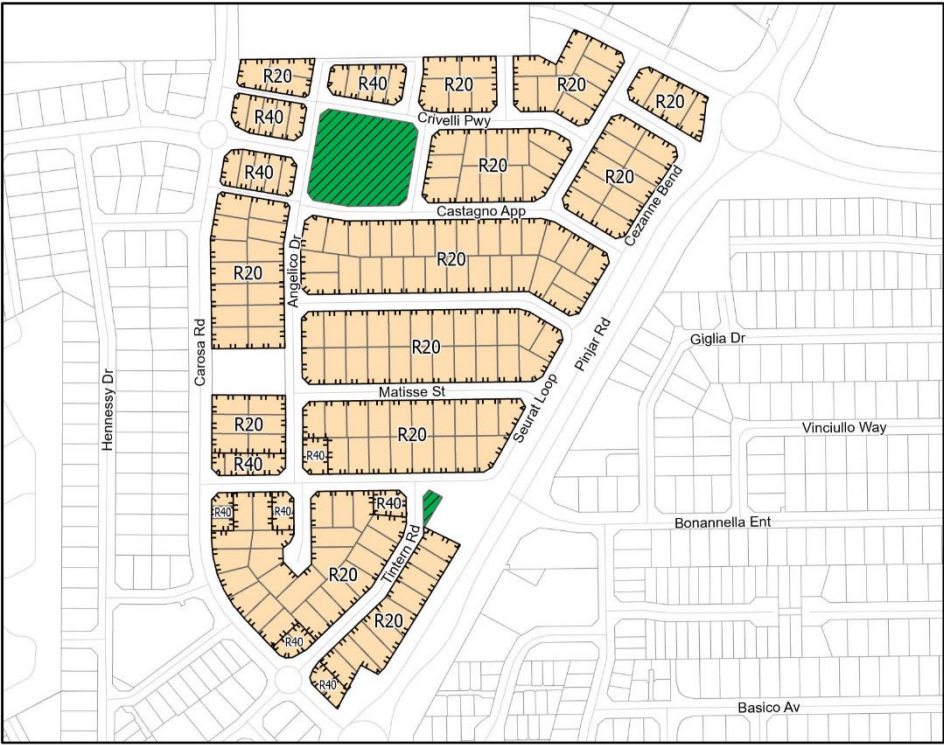 R20
R40
R20
R20
R20
R40
Crivelli Pwy
R40
R20
R20
Castagno App
Cezanne Bend
R20
Angelico Dr
R20
Carosa Rd
Hennessy Dr
R20
Pinjar Rd
Giglia Dr
Matisse St
Seurat Loop
R20
R40
R20
R40
Vinciullo Way
R40
R40
R40
Bonannella Ent
Tintern Rd
R20
R20
R40
R40
Basico Av